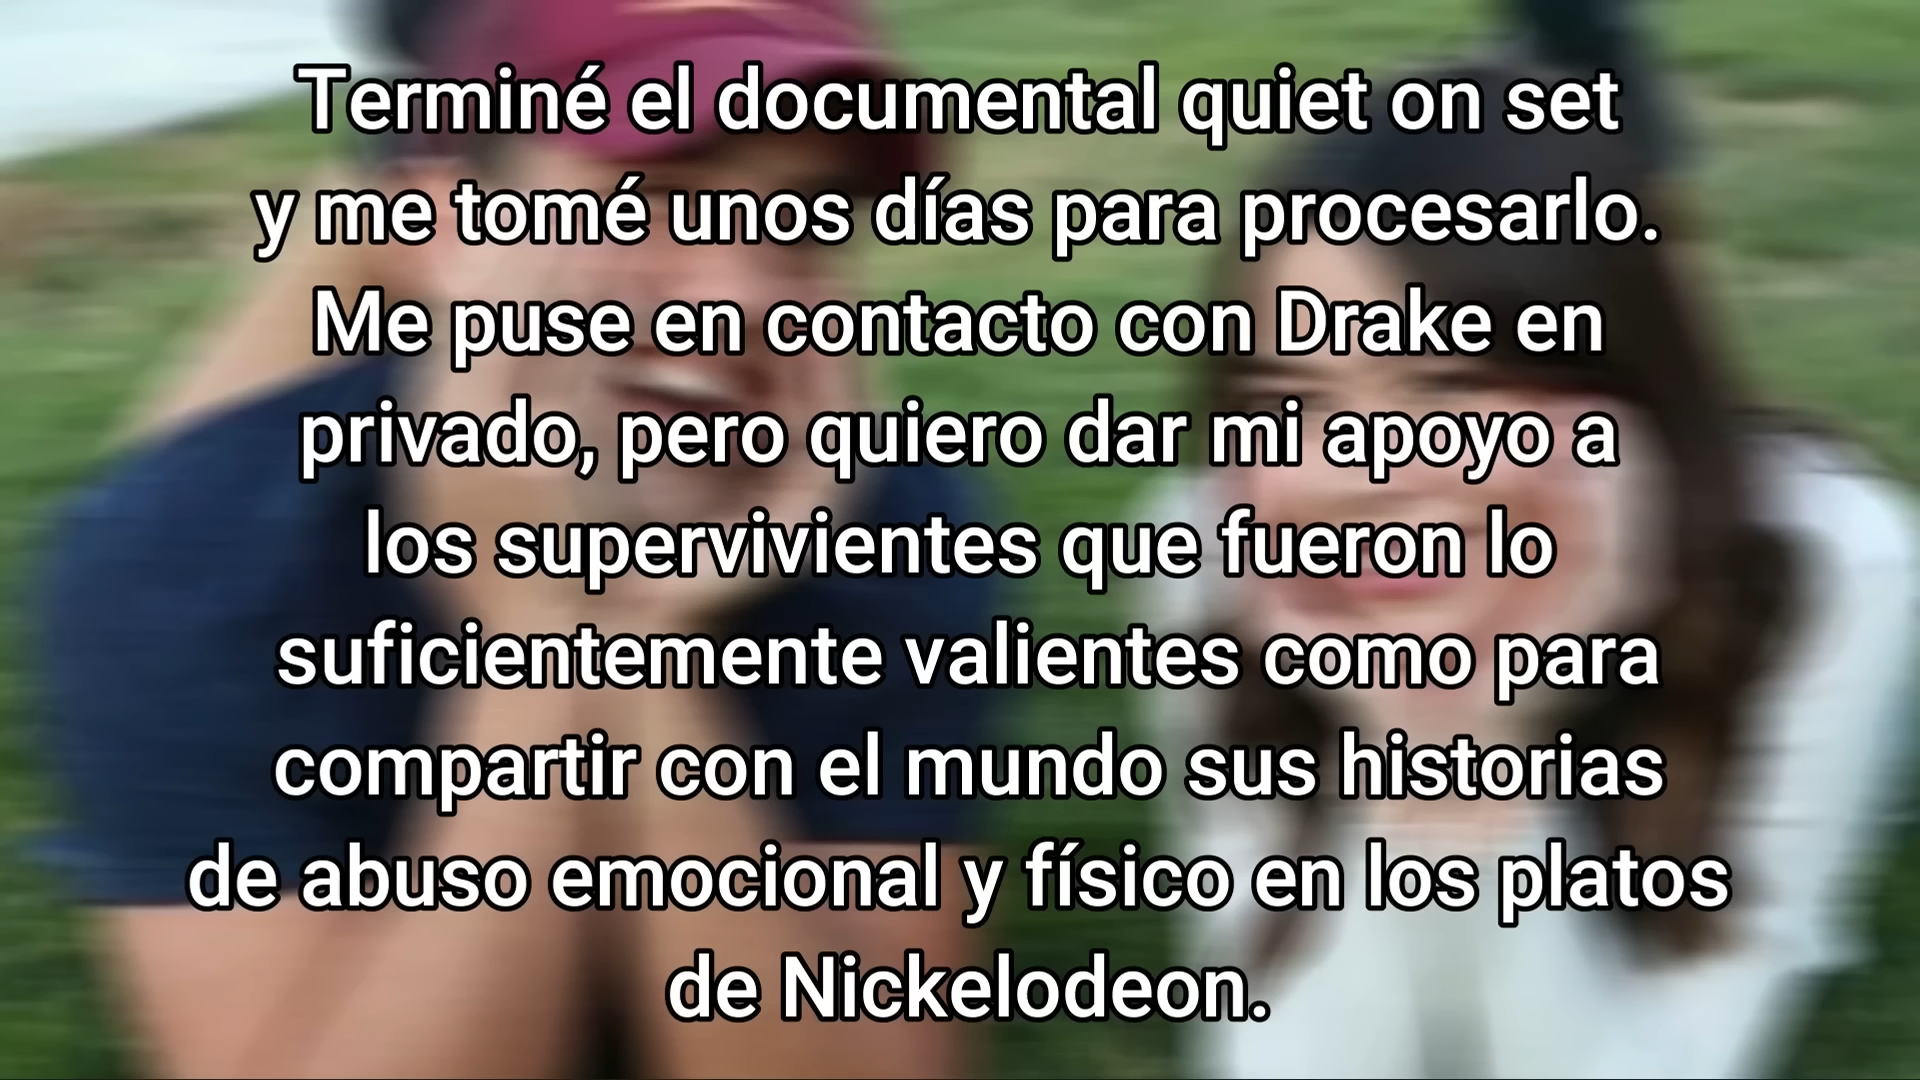 Terminé el documental quiet on set
y me tomé unos días para procesarlo.
Me puse en contacto con Drake en
privado, pero quiero dar mi apoyo a
los supervivientes que fueron lo
suficientemente valientes como para
compartir con el mundo sus historias
de abuso emocional y físico en los platos
de Nickelodeon.